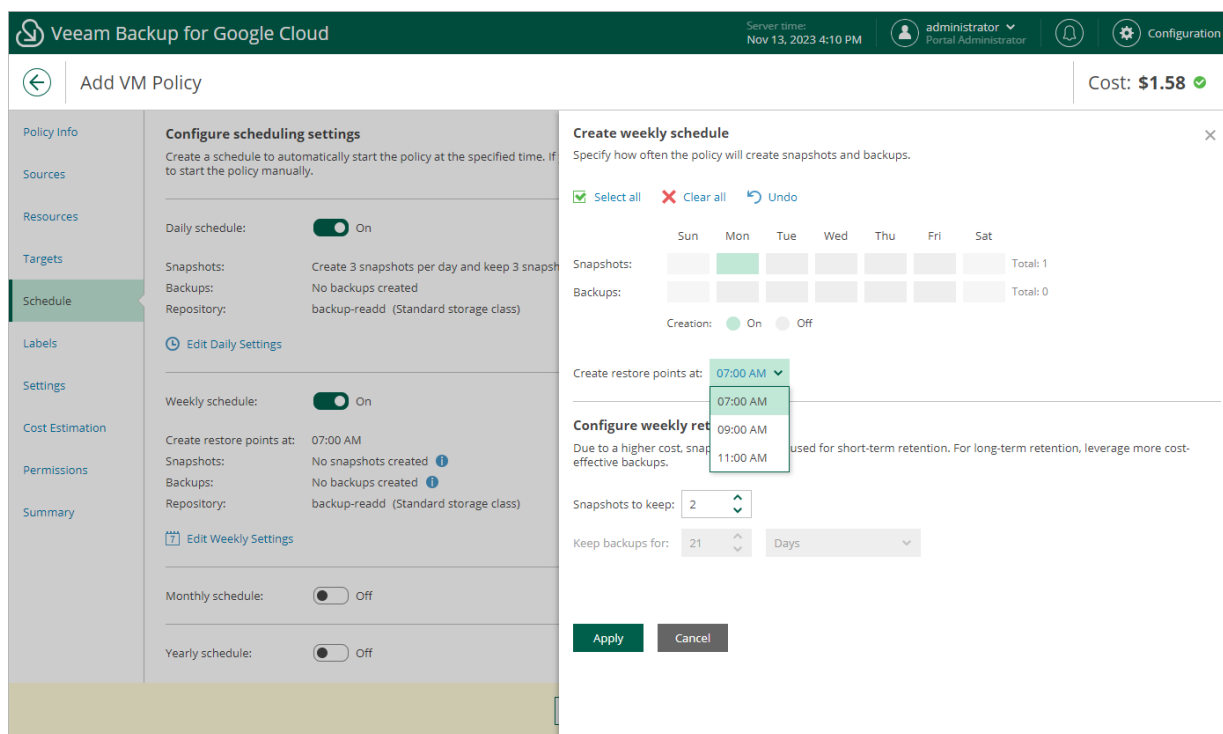 Veeam Backup for Google Cloud
Server time:
Nov 13, 2023 4:10 PM
administrator
Portal Administrator
Configuration
Add VM Policy
Cost: $1.58
Policy Info
Sources
Resources
Targets
Schedule
Labels
Settings
Cost Estimation
Permissions
Summary
Configure scheduling settings
Create a schedule to automatically start the policy at the specified time. If
to start the policy manually.
Daily schedule: On
Snapshots: Create 3 snapshots per day and keep 3 snapsh
Backups: No backups created
Repository: backup-readd (Standard storage class)
Edit Daily Settings
Weekly schedule: On
Create restore points at: 07:00 AM
Snapshots: No snapshots created
Backups: No backups created
Repository: backup-readd (Standard storage class)
7 Edit Weekly Settings
Monthly schedule: Off
Yearly schedule: Off
Create weekly schedule
Specify how often the policy will create snapshots and backups.
Select all Clear all Undo
Sun Mon Tue Wed Thu Fri Sat
Snapshots: Total: 1
Backups: Total: 0
Creation: On Off
Create restore points at: 07:00 AM
07:00 AM
09:00 AM
11:00 AM
Configure weekly ret
Due to a higher cost, snap used for short-term retention. For long-term retention, leverage more cost-
effective backups.
Snapshots to keep: 2
Keep backups for: 21 Days
Apply Cancel